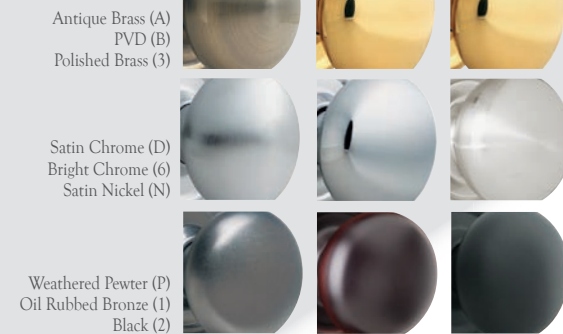 Antique Brass (A)
PVD (B)
Polished Brass (3)
Satin Chrome (D)
Bright Chrome (6)
Satin Nickel (N)
Weathered Pewter (P)
Oil Rubbed Bronze (1)
Black (2)